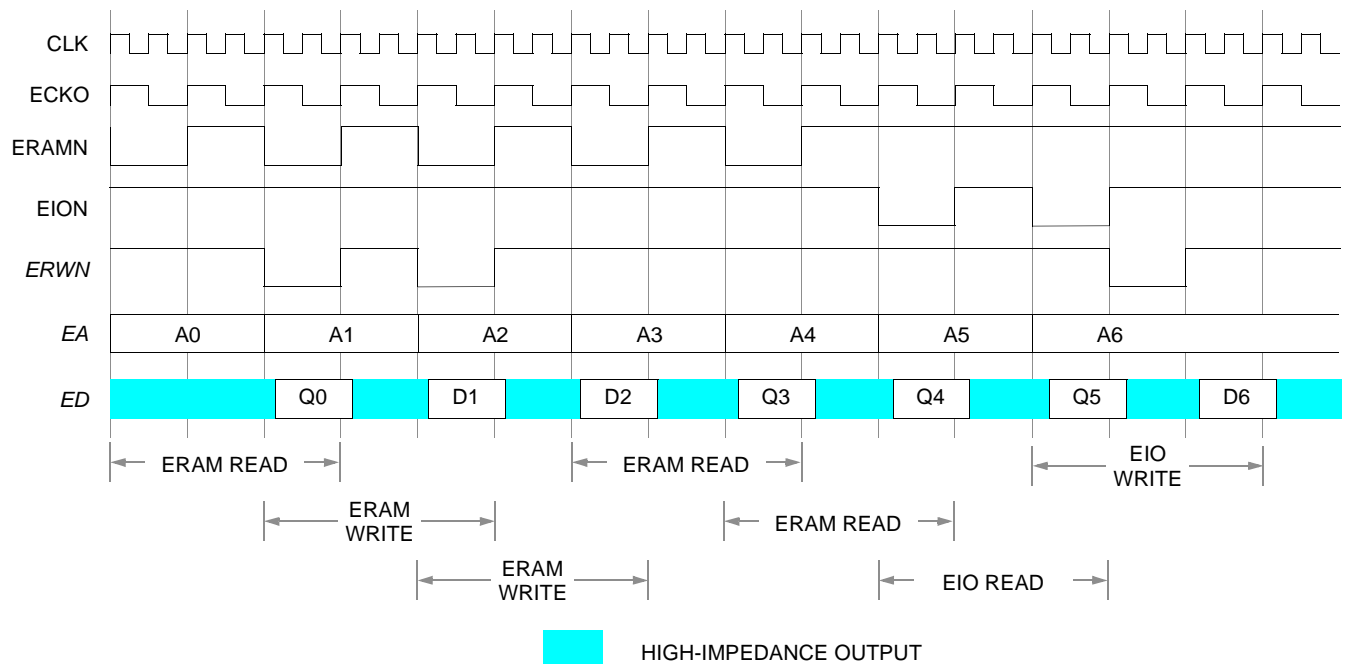 CLK
ECKO
ERAMN
EION
ERWN
EA A0 A1 A2 A3 A4 A5 A6
ED Q0 D1 D2 Q3 Q4 Q5 D6
ERAM READ ERAM READ EIO
WRITE
ERAM
WRITE
ERAM READ
ERAM
WRITE
EIO READ
HIGH-IMPEDANCE OUTPUT